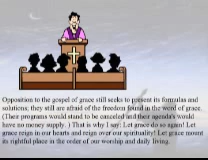 Opposition to the gospel of grace still seeks to present its formulas and
solutions; they still are afraid of the freedom found in the word of grace.
(Their programs would stand to be canceled and their agenda's would
have no money supply. ) That is why I say: Let grace do so again! Let
grace reign in our hearts and reign over our spirituality! Let grace mount
its rightful place in the order of our worship and daily living.